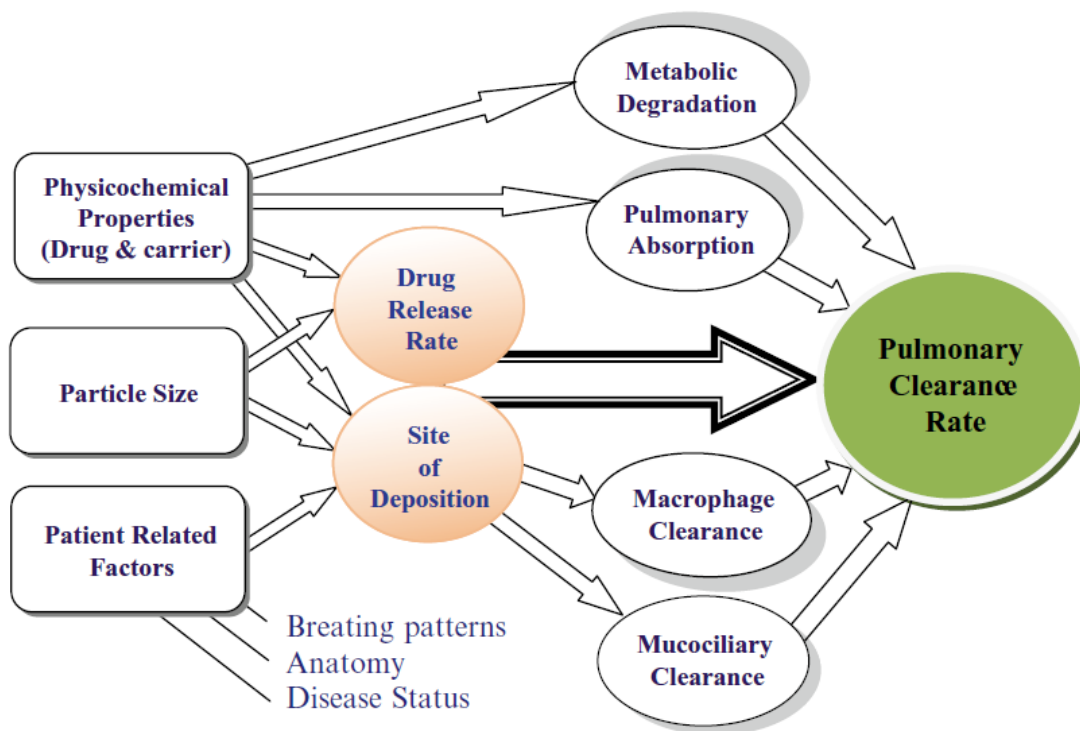 Metabolic
Degradation
Physicochemical
Properties
(Drug & carrier)
Pulmonary
Absorption
Drug
Release
Rate
Pulmonary
Clearance
Rate
Particle Size
Site
of
Deposition
Macrophage
Clearance
Patient Related
Factors
Mucociliary
Clearance
Breating patterns
Anatomy
Disease Status